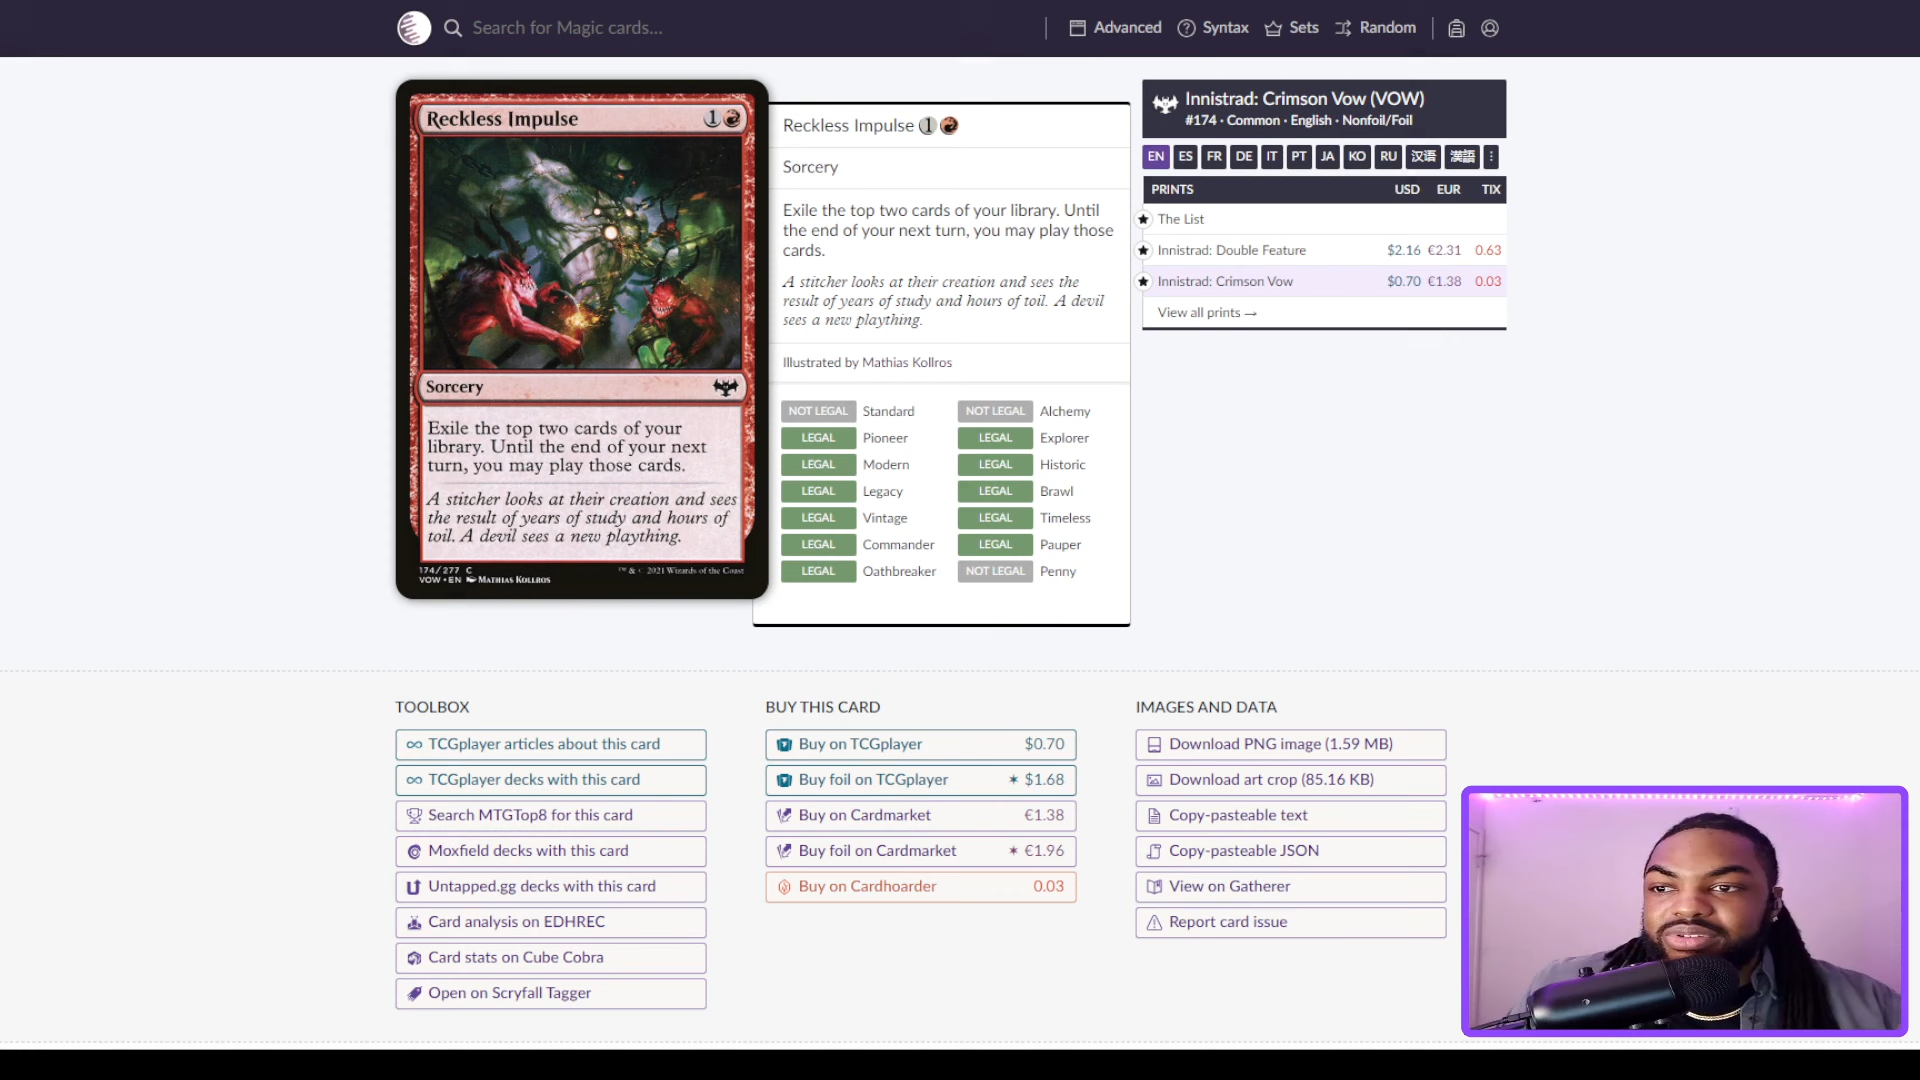 Search for Magic cards...
Advanced
Syntax
Sets
Random
Reckless Impulse 1
Sorcery
Exile the top two cards of your
library. Until the end of your next
turn, you may play those cards.
A stitcher looks at their creation and sees
the result of years of study and hours of
toil. A devil sees a new plaything.
174/277 C
VOW • EN MATHIAS KOLLROS
™ & © 2021 Wizards of the Coast
Reckless Impulse 1
Sorcery
Exile the top two cards of your library. Until
the end of your next turn, you may play those
cards.
A stitcher looks at their creation and sees the
result of years of study and hours of toil. A devil
sees a new plaything.
Illustrated by Mathias Kollros
NOT LEGAL Standard NOT LEGAL Alchemy
LEGAL Pioneer LEGAL Explorer
LEGAL Modern LEGAL Historic
LEGAL Legacy LEGAL Brawl
LEGAL Vintage LEGAL Timeless
LEGAL Commander LEGAL Pauper
LEGAL Oathbreaker NOT LEGAL Penny
Innistrad: Crimson Vow (VOW)
#174 · Common · English · Nonfoil/Foil
EN ES FR DE IT PT JA KO RU 汉语 漢語
PRINTS USD EUR TIX
The List
Innistrad: Double Feature $2.16 €2.31 0.63
Innistrad: Crimson Vow $0.70 €1.38 0.03
View all prints →
TOOLBOX
TCGplayer articles about this card
TCGplayer decks with this card
Search MTGTop8 for this card
Moxfield decks with this card
Untapped.gg decks with this card
Card analysis on EDHREC
Card stats on Cube Cobra
Open on Scryfall Tagger
BUY THIS CARD
Buy on TCGplayer $0.70
Buy foil on TCGplayer ✶ $1.68
Buy on Cardmarket €1.38
Buy foil on Cardmarket ✶ €1.96
Buy on Cardhoarder 0.03
IMAGES AND DATA
Download PNG image (1.59 MB)
Download art crop (85.16 KB)
Copy-pasteable text
Copy-pasteable JSON
View on Gatherer
Report card issue